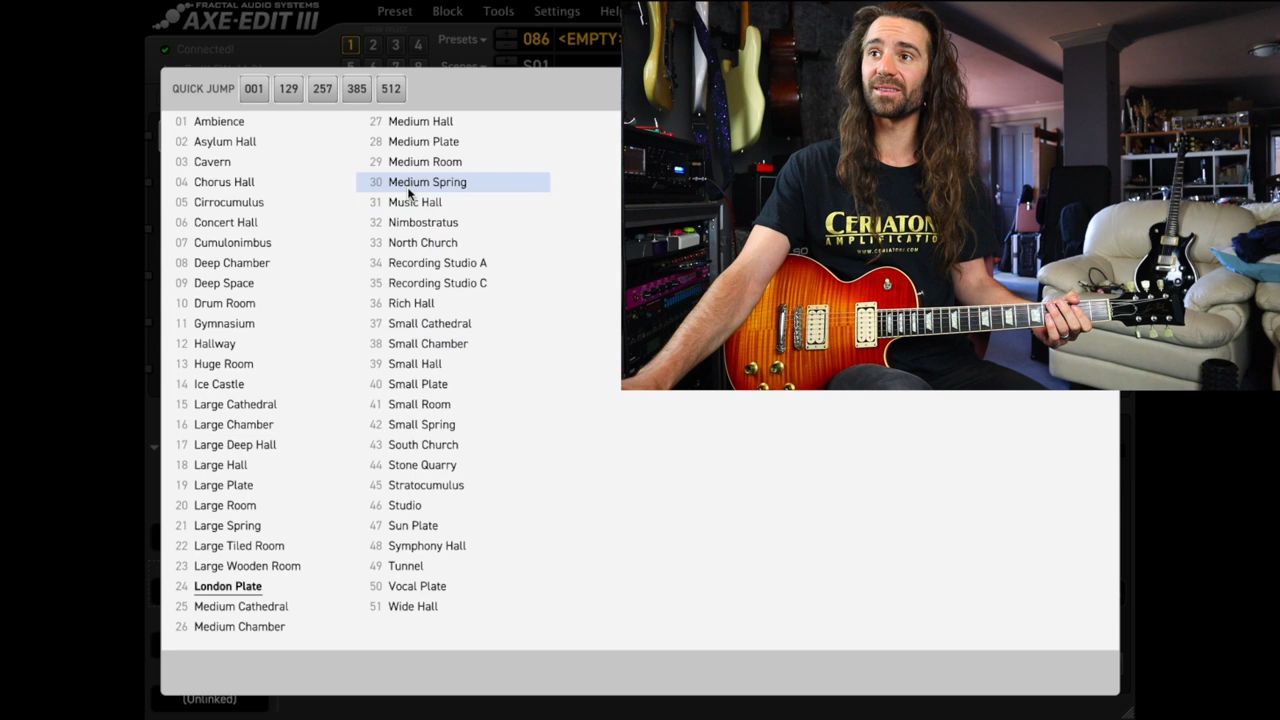 FRACTAL AUDIO SYSTEMS
AXE-EDIT III
Preset Block Tools Settings Hel
Connected!
1 2 3 4 Presets 086 <EMPTY>
Scenes S01
QUICK JUMP 001 129 257 385 512
01 Ambience
02 Asylum Hall
03 Cavern
04 Chorus Hall
05 Cirrocumulus
06 Concert Hall
07 Cumulonimbus
08 Deep Chamber
09 Deep Space
10 Drum Room
11 Gymnasium
12 Hallway
13 Huge Room
14 Ice Castle
15 Large Cathedral
16 Large Chamber
17 Large Deep Hall
18 Large Hall
19 Large Plate
20 Large Room
21 Large Spring
22 Large Tiled Room
23 Large Wooden Room
24 London Plate
25 Medium Cathedral
26 Medium Chamber
27 Medium Hall
28 Medium Plate
29 Medium Room
30 Medium Spring
31 Music Hall
32 Nimbostratus
33 North Church
34 Recording Studio A
35 Recording Studio C
36 Rich Hall
37 Small Cathedral
38 Small Chamber
39 Small Hall
40 Small Plate
41 Small Room
42 Small Spring
43 South Church
44 Stone Quarry
45 Stratocumulus
46 Studio
47 Sun Plate
48 Symphony Hall
49 Tunnel
50 Vocal Plate
51 Wide Hall
(Unlinked)
CERIATON
AMPLIFICATIO
WWW.CERIATONE.COM